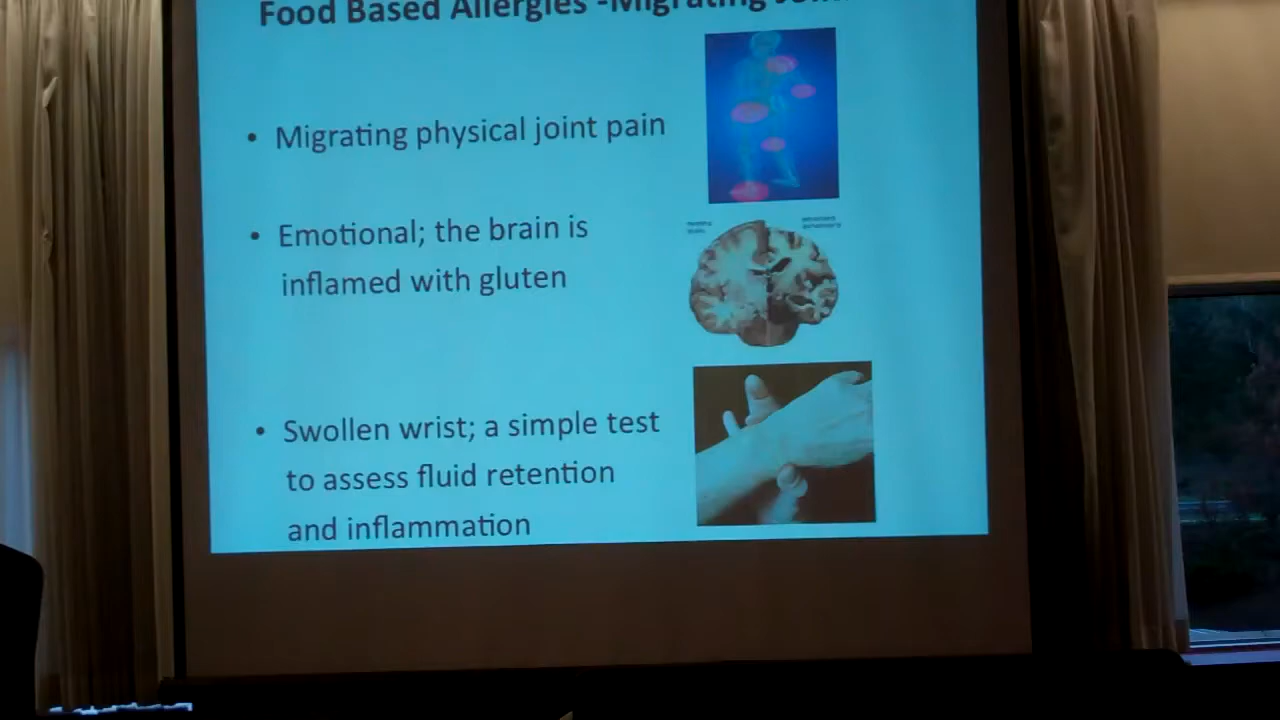 Food Based Allergies -Migrating
• Migrating physical joint pain
• Emotional; the brain is
inflamed with gluten
• Swollen wrist; a simple test
to assess fluid retention
and inflammation